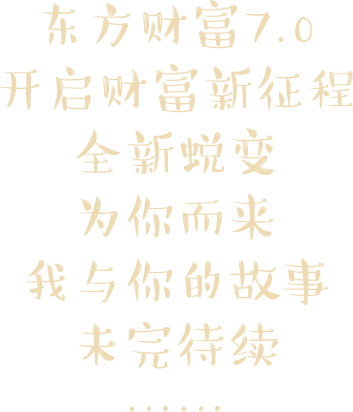 东方财富7.0
开启财富新征程
全新蜕变
为你而来
我与你的故事
未完待续
......